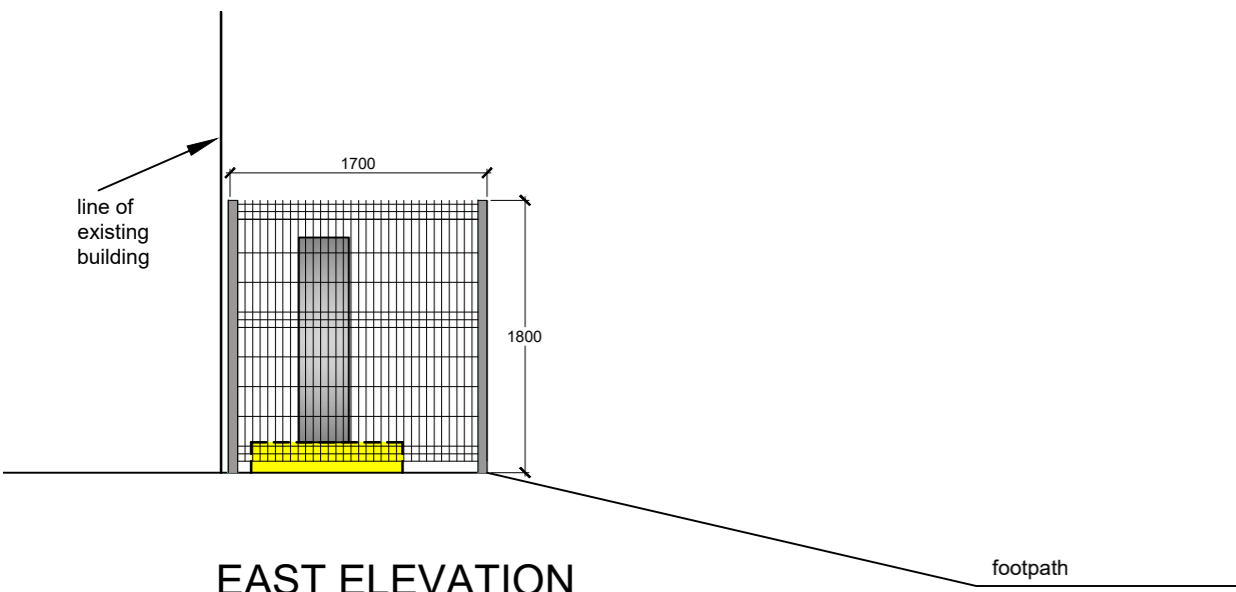 1700
line of
existing
building
1800
footpath
EAST ELEVATION